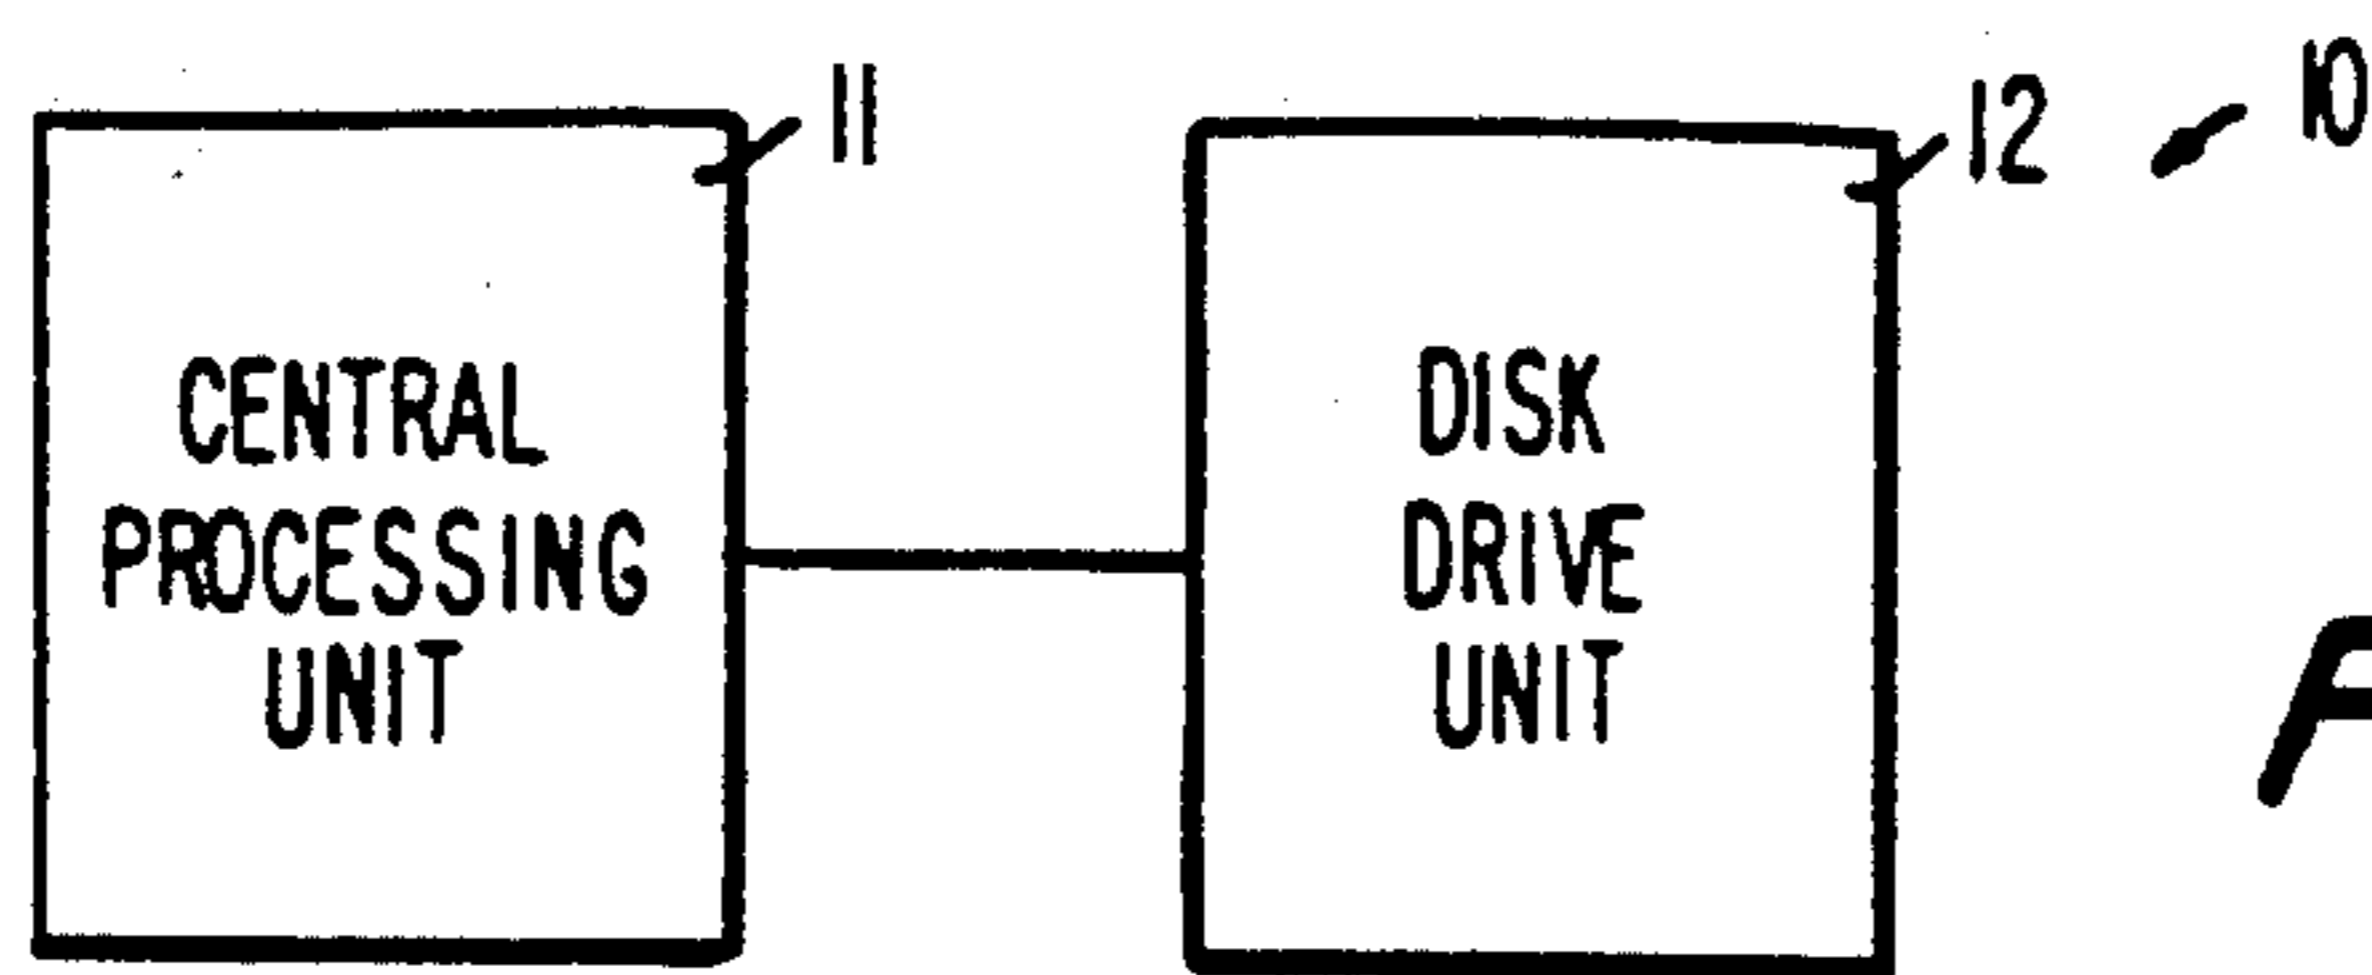 11
12
10
CENTRAL
PROCESSING
UNIT
DISK
DRIVE
UNIT
F